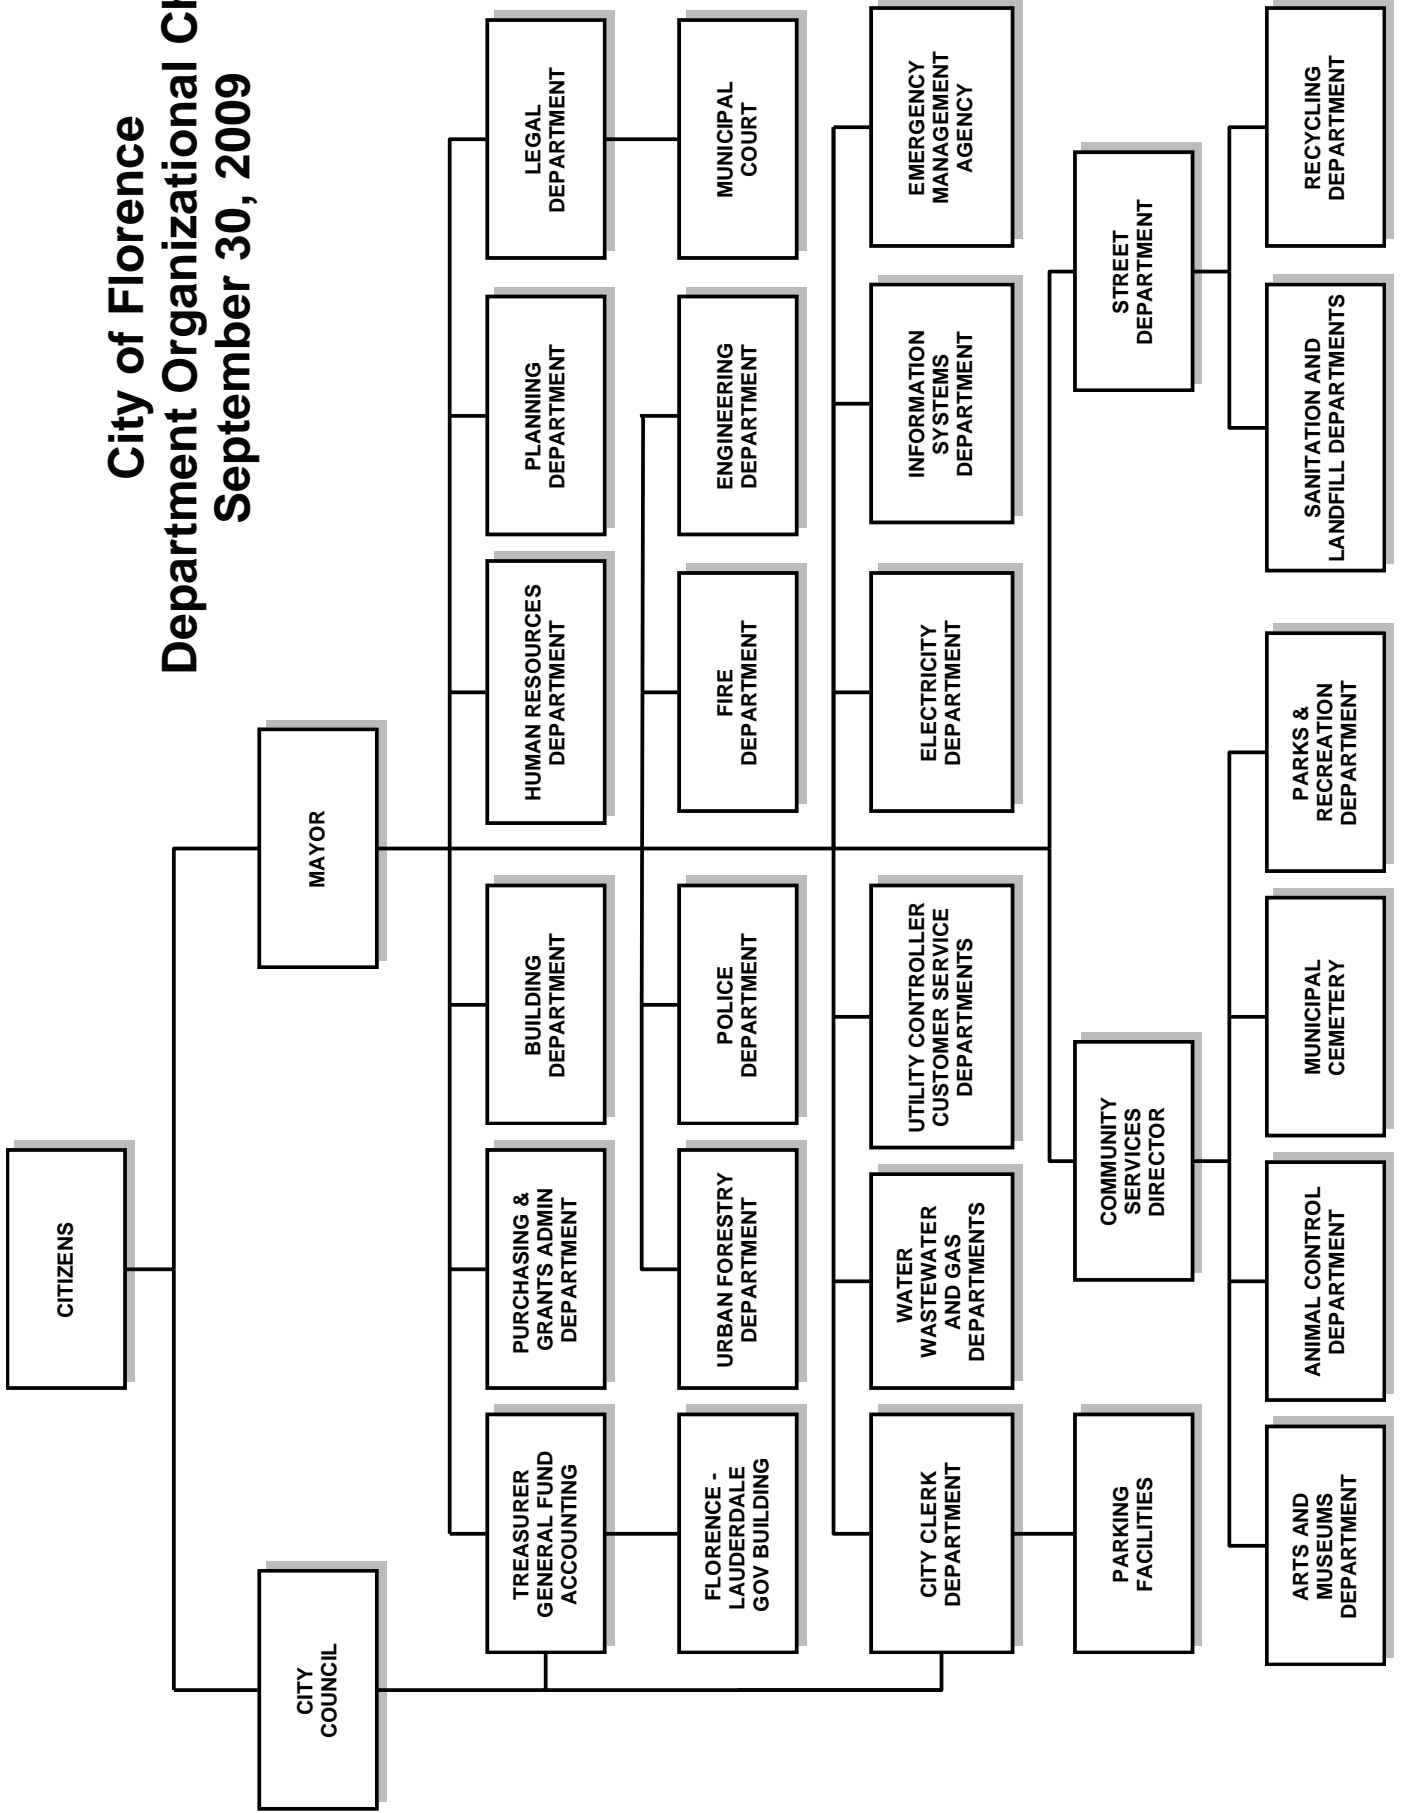 City of Florence
Department Organizational Ch
September 30, 2009
CITIZENS
CITY
COUNCIL
MAYOR
TREASURER
GENERAL FUND
ACCOUNTING
PURCHASING &
GRANTS ADMIN
DEPARTMENT
BUILDING
DEPARTMENT
HUMAN RESOURCES
DEPARTMENT
PLANNING
DEPARTMENT
LEGAL
DEPARTMENT
FLORENCE -
LAUDERDALE
GOV BUILDING
URBAN FORESTRY
DEPARTMENT
POLICE
DEPARTMENT
FIRE
DEPARTMENT
ENGINEERING
DEPARTMENT
MUNICIPAL
COURT
CITY CLERK
DEPARTMENT
WATER
WASTEWATER
AND GAS
DEPARTMENTS
UTILITY CONTROLLER
CUSTOMER SERVICE
DEPARTMENTS
ELECTRICITY
DEPARTMENT
INFORMATION
SYSTEMS
DEPARTMENT
EMERGENCY
MANAGEMENT
AGENCY
PARKING
FACILITIES
COMMUNITY
SERVICES
DIRECTOR
STREET
DEPARTMENT
ARTS AND
MUSEUMS
DEPARTMENT
ANIMAL CONTROL
DEPARTMENT
MUNICIPAL
CEMETERY
PARKS &
RECREATION
DEPARTMENT
SANITATION AND
LANDFILL DEPARTMENTS
RECYCLING
DEPARTMENT